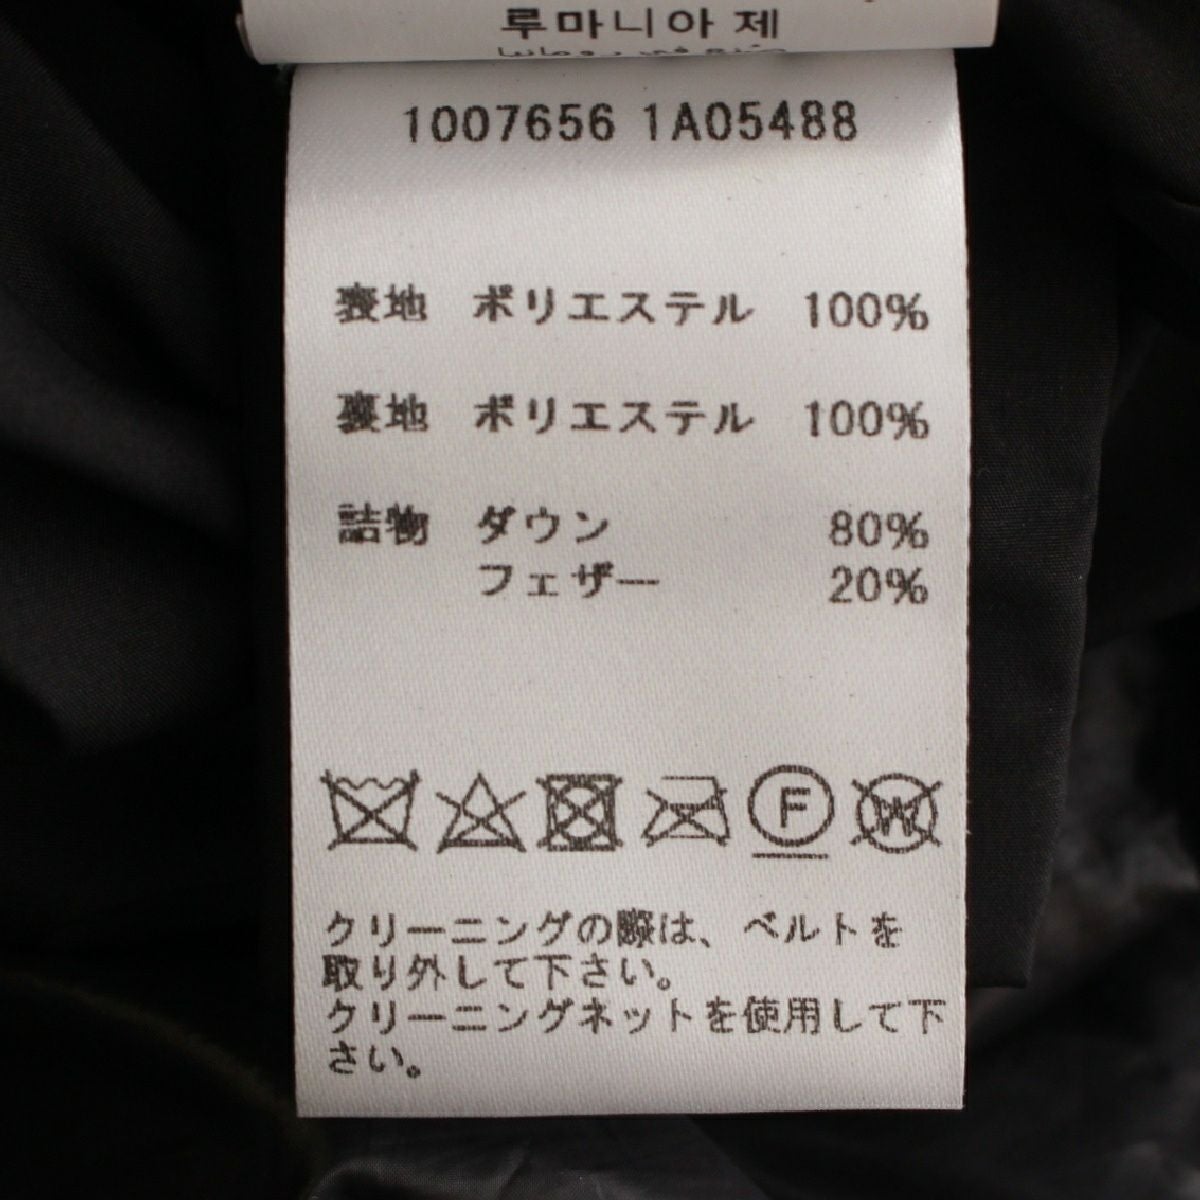 루마니아 제
1007656 1A05488
表地 ポリエステル 100%
裏地 ポリエステル 100%
詰物 ダウン 80%
フェザー 20%
F W
クリーニングの際は、ベルトを
取り外して下さい。
クリーニングネットを使用して下
さい。